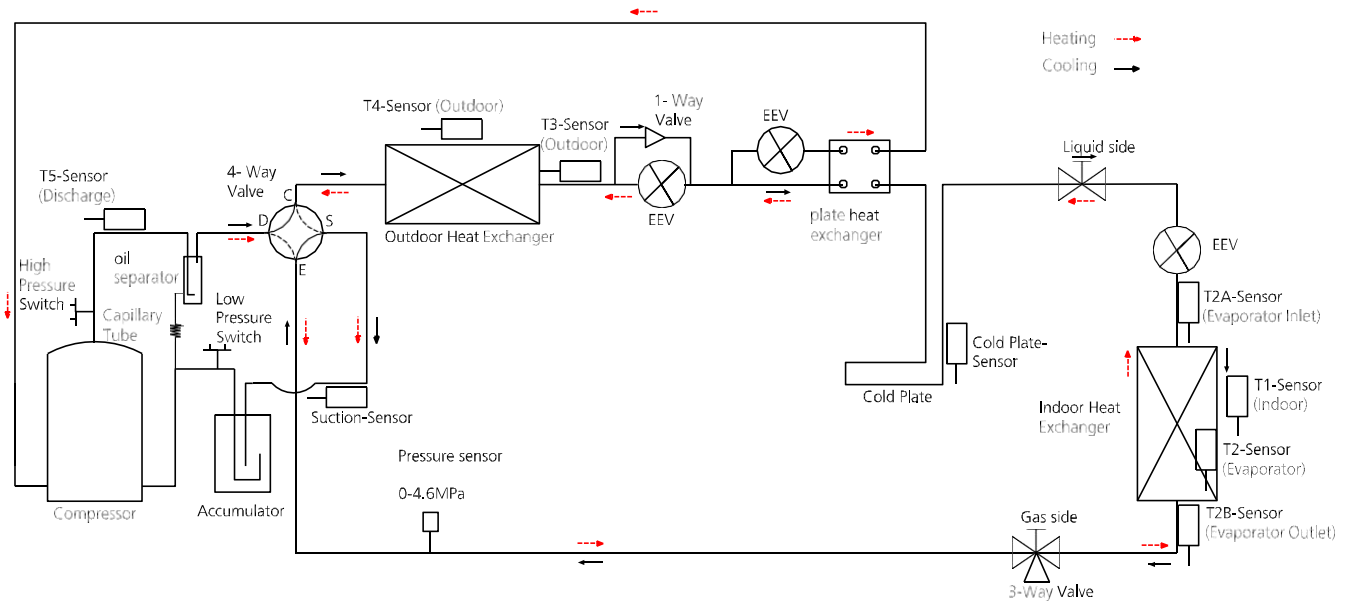 Heating
Cooling
T4-Sensor (Outdoor)
1- Way
Valve
EEV
T3-Sensor
(Outdoor)
Liquid side
T5-Sensor
(Discharge)
4- Way
Valve
C
D
S
E
EEV
plate heat
exchanger
Outdoor Heat Exchanger
EEV
High
Pressure
Switch
oil
separator
Capillary
Tube
Low
Pressure
Switch
T2A-Sensor
(Evaporator Inlet)
Cold Plate-
Sensor
Cold Plate
T1-Sensor
(Indoor)
Suction-Sensor
Indoor Heat
Exchanger
T2-Sensor
(Evaporator)
Pressure sensor
0-4.6MPa
Compressor
Accumulator
Gas side
T2B-Sensor
(Evaporator Outlet)
3-Way Valve